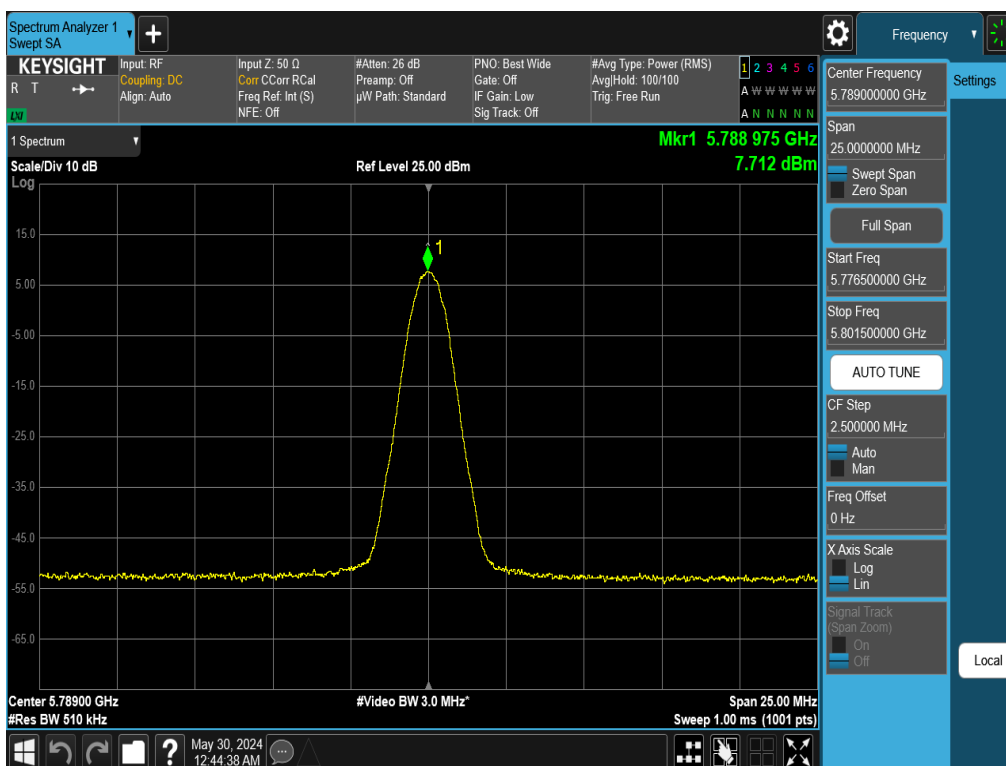 Spectrum Analyzer 1
Swept SA
Frequency
KEYSIGHT
R T
LXI
Input: RF
Coupling: DC
Align: Auto
Input Z: 50 Ω
Corr CCorr RCal
Freq Ref: Int (S)
NFE: Off
#Atten: 26 dB
Preamp: Off
µW Path: Standard
PNO: Best Wide
Gate: Off
IF Gain: Low
Sig Track: Off
#Avg Type: Power (RMS)
Avg|Hold: 100/100
Trig: Free Run
1 2 3 4 5 6
A W W W W W
A N N N N N
1 Spectrum
Scale/Div 10 dB
Log
Ref Level 25.00 dBm
Mkr1 5.788 975 GHz
7.712 dBm
1
15.0
5.00
-5.00
-15.0
-25.0
-35.0
-45.0
-55.0
-65.0
Center 5.78900 GHz
#Res BW 510 kHz
#Video BW 3.0 MHz*
Span 25.00 MHz
Sweep 1.00 ms (1001 pts)
Center Frequency
5.789000000 GHz
Settings
Span
25.0000000 MHz
Swept Span
Zero Span
Full Span
Start Freq
5.776500000 GHz
Stop Freq
5.801500000 GHz
AUTO TUNE
CF Step
2.500000 MHz
Auto
Man
Freq Offset
0 Hz
X Axis Scale
Log
Lin
Signal Track
(Span Zoom)
On
Off
Local
?
May 30, 2024
12:44:38 AM